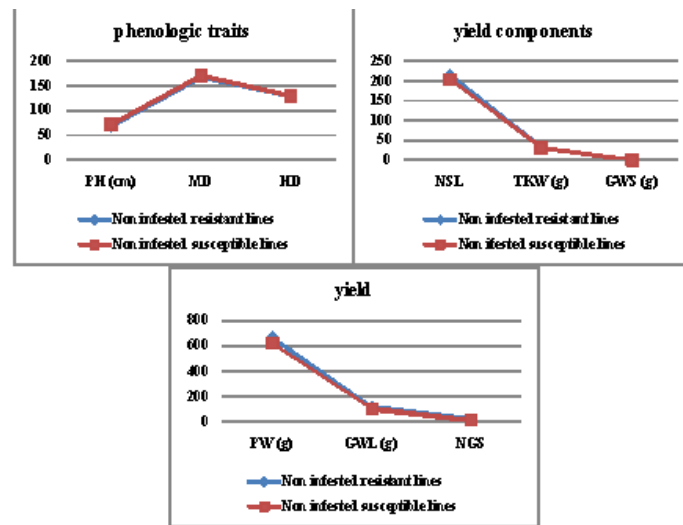 phenologic traits
200
150
100
50
0
PH (cm) MD HD
Non infested resistant lines
Non infested susceptible lines
yield components
250
200
150
100
50
0
NSL TKW (g) GWS (g)
Non infested resistant lines
Non ifested susceptible lines
yield
800
600
400
200
0
PW (g) GWL (g) NGS
Non infested resistant lines
Non infested susceptible lines